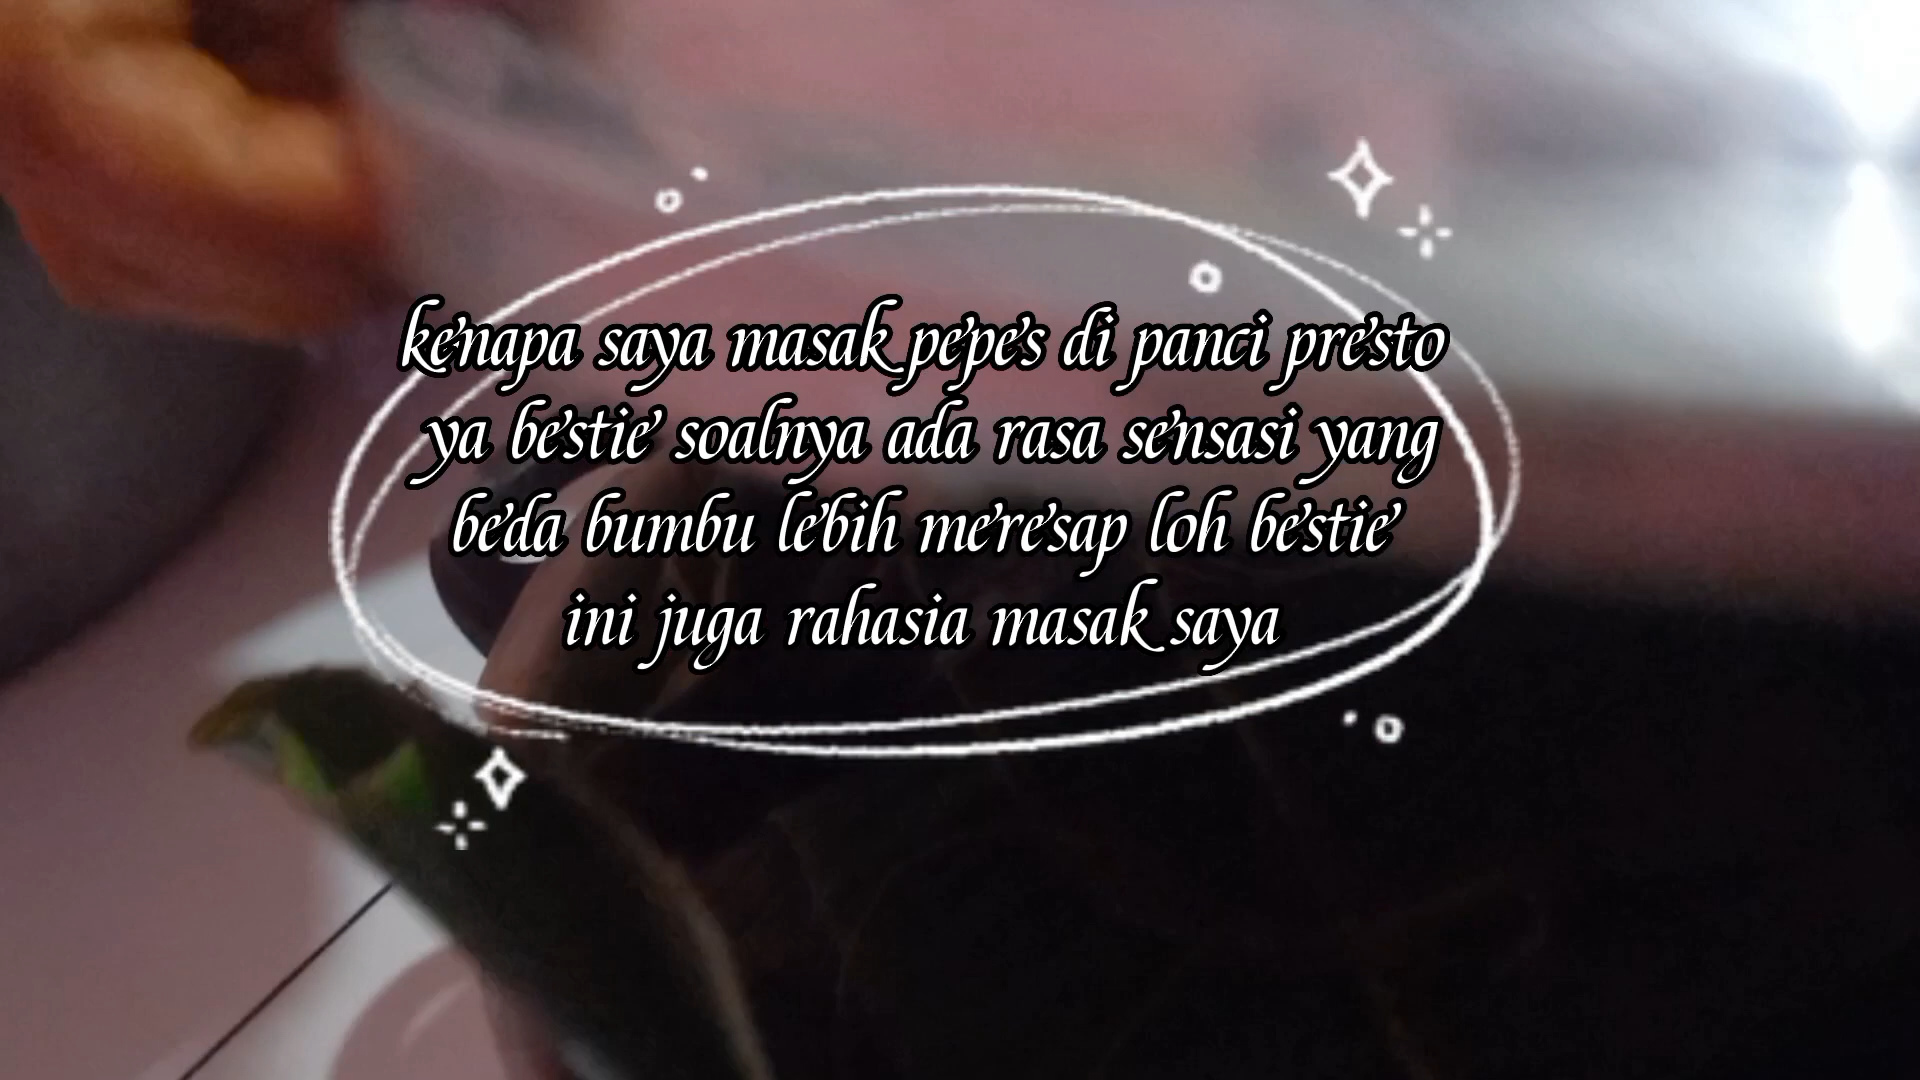 kenapa saya masak pepes di panci presto
ya bestie soalnya ada rasa sensasi yang
beda bumbu lebih meresap loh bestie
ini juga rahasia masak saya